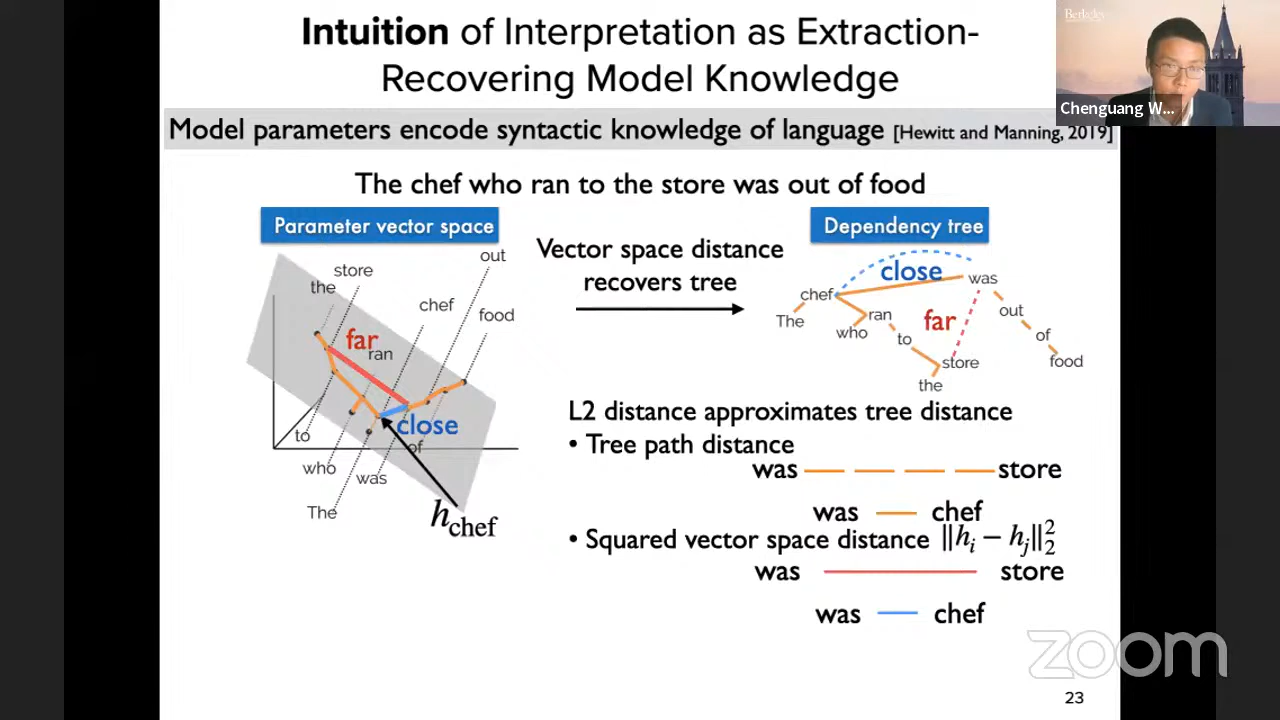 Intuition of Interpretation as Extraction-
Recovering Model Knowledge
Berkeley
Chenguang W...
Model parameters encode syntactic knowledge of language [Hewitt and Manning, 2019]
The chef who ran to the store was out of food
Parameter vector space
Vector space distance
recovers tree
Dependency tree
out
store
the
chef
food
far
ran
close
of
to
who
was
The
h_chef
close
was
chef
The
ran
who
far
out
to
of
store
food
the
L2 distance approximates tree distance
• Tree path distance
was store
was chef
• Squared vector space distance ‖h_i − h_j‖₂²
was store
was chef
zoom
23